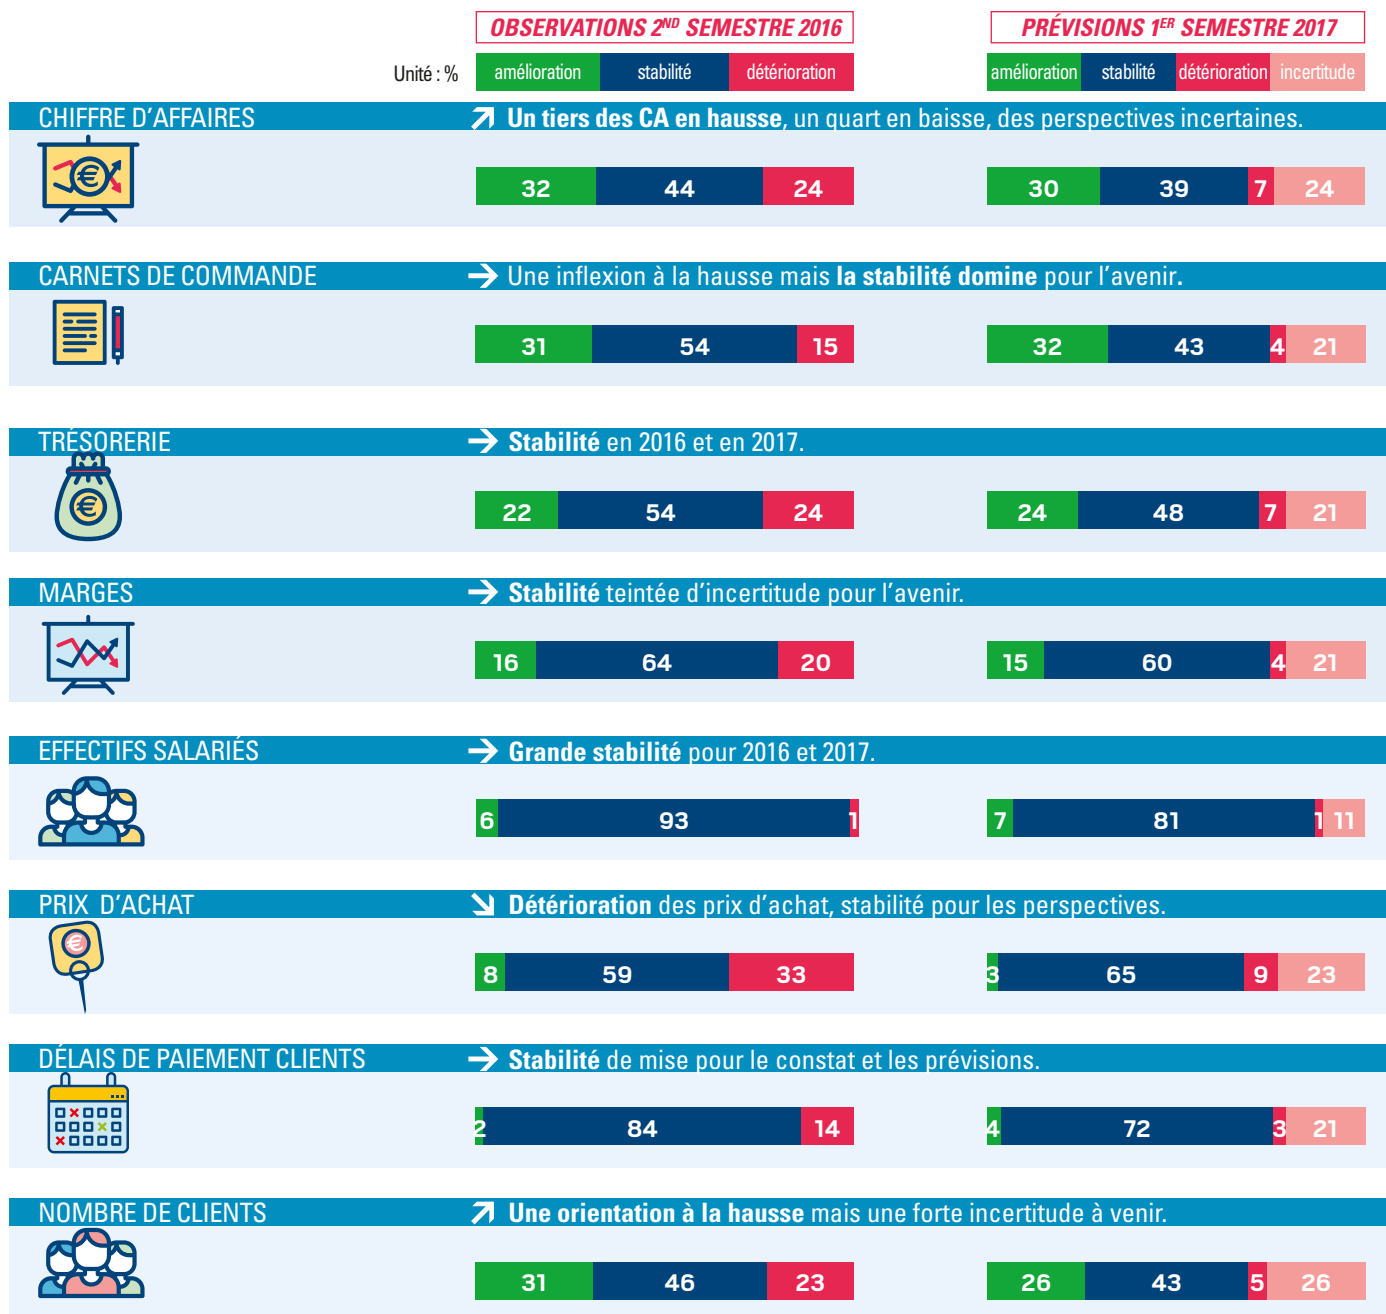 OBSERVATIONS 2ND SEMESTRE 2016
PRÉVISIONS 1ER SEMESTRE 2017
Unité : %
amélioration stabilité détérioration
amélioration stabilité détérioration incertitude
CHIFFRE D'AFFAIRES
Un tiers des CA en hausse, un quart en baisse, des perspectives incertaines.
32 44 24
30 39 7 24
CARNETS DE COMMANDE
Une inflexion à la hausse mais la stabilité domine pour l'avenir.
31 54 15
32 43 4 21
TRÉSORERIE
Stabilité en 2016 et en 2017.
€
22 54 24
24 48 7 21
MARGES
Stabilité teintée d'incertitude pour l'avenir.
16 64 20
15 60 4 21
EFFECTIFS SALARIÉS
Grande stabilité pour 2016 et 2017.
6 93 1
7 81 1 11
PRIX D'ACHAT
Détérioration des prix d'achat, stabilité pour les perspectives.
€
8 59 33
3 65 9 23
DÉLAIS DE PAIEMENT CLIENTS
Stabilité de mise pour le constat et les prévisions.
2 84 14
4 72 3 21
NOMBRE DE CLIENTS
Une orientation à la hausse mais une forte incertitude à venir.
31 46 23
26 43 5 26